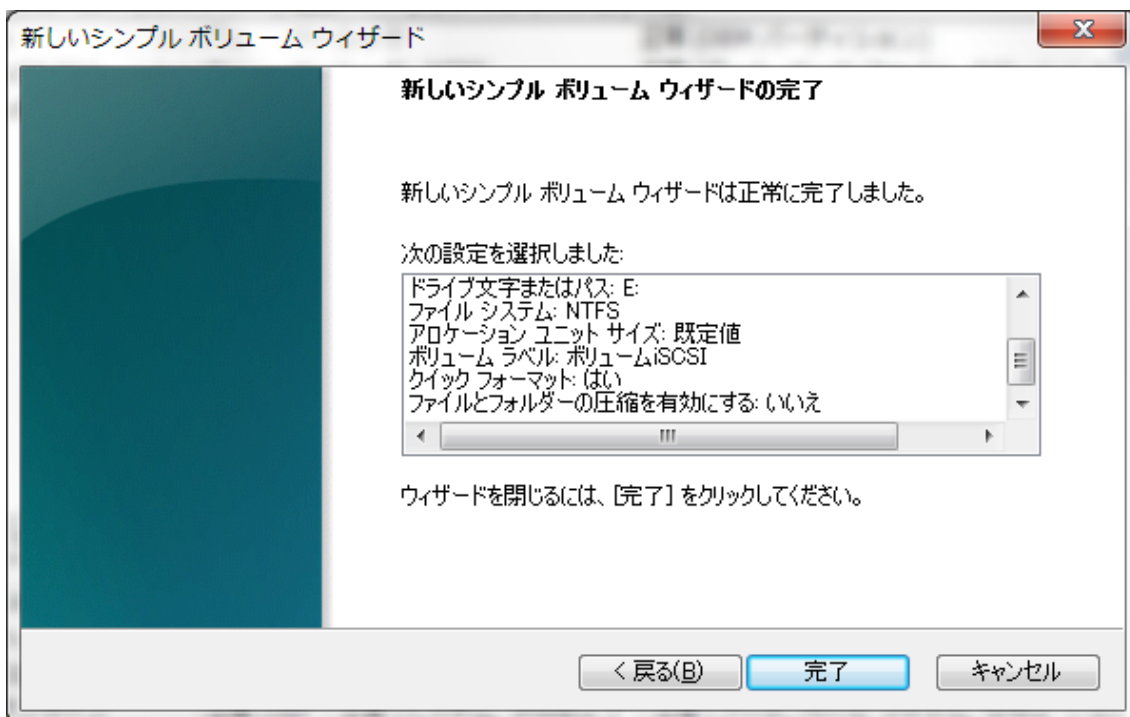 新しいシンプル ボリューム ウィザード
新しいシンプル ボリューム ウィザードの完了
新しいシンプル ボリューム ウィザードは正常に完了しました。
次の設定を選択しました:
ドライブ文字またはパス: E:
ファイル システム: NTFS
アロケーション ユニット サイズ: 既定値
ボリューム ラベル: ボリュームiSCSI
クイック フォーマット: はい
ファイルとフォルダーの圧縮を有効にする: いいえ
ウィザードを閉じるには、[完了] をクリックしてください。
< 戻る(B) 完了 キャンセル